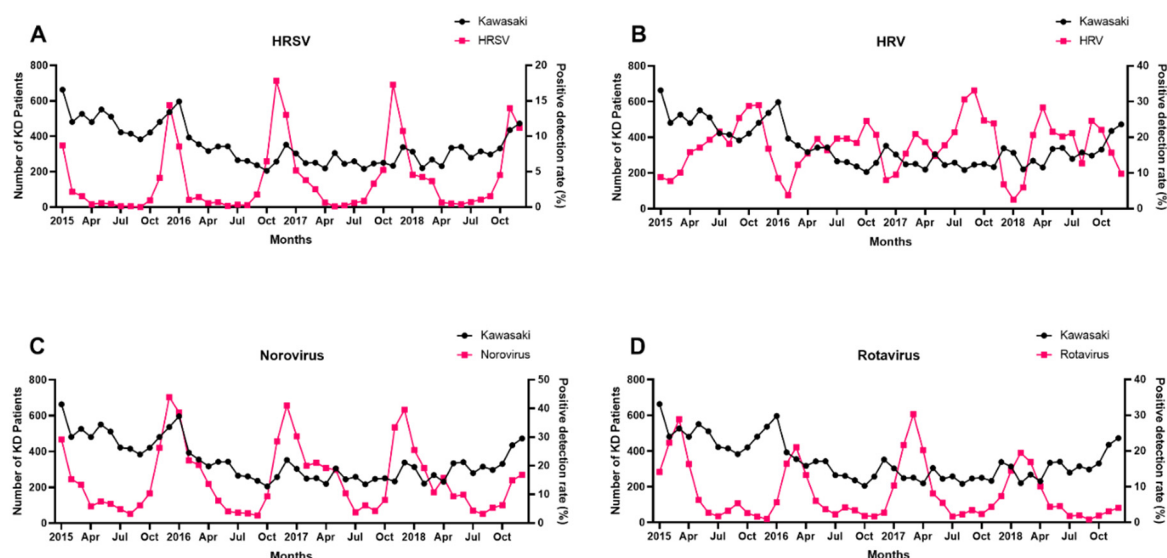 A
HRSV
Kawasaki
HRSV
Number of KD Patients
800
600
400
200
0
20
15
10
5
0
Positive detection rate (%)
2015 Apr Jul Oct 2016 Apr Jul Oct 2017 Apr Jul Oct 2018 Apr Jul Oct
Months
B
HRV
Kawasaki
HRV
Number of KD Patients
800
600
400
200
0
40
30
20
10
0
Positive detection rate (%)
2015 Apr Jul Oct 2016 Apr Jul Oct 2017 Apr Jul Oct 2018 Apr Jul Oct
Months
C
Norovirus
Kawasaki
Norovirus
Number of KD Patients
800
600
400
200
0
50
40
30
20
10
0
Positive detection rate (%)
2015 Apr Jul Oct 2016 Apr Jul Oct 2017 Apr Jul Oct 2018 Apr Jul Oct
Months
D
Rotavirus
Kawasaki
Rotavirus
Number of KD Patients
800
600
400
200
0
40
30
20
10
0
Positive detection rate (%)
2015 Apr Jul Oct 2016 Apr Jul Oct 2017 Apr Jul Oct 2018 Apr Jul Oct
Months